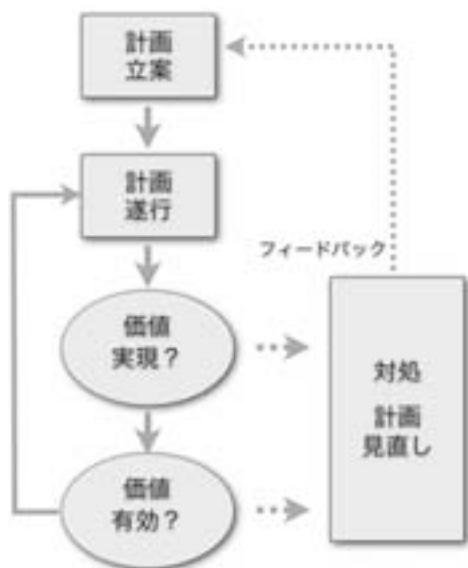 計画
立案
計画
遂行
フィードバック
価値
実現？
対処
計画
見直し
価値
有効？